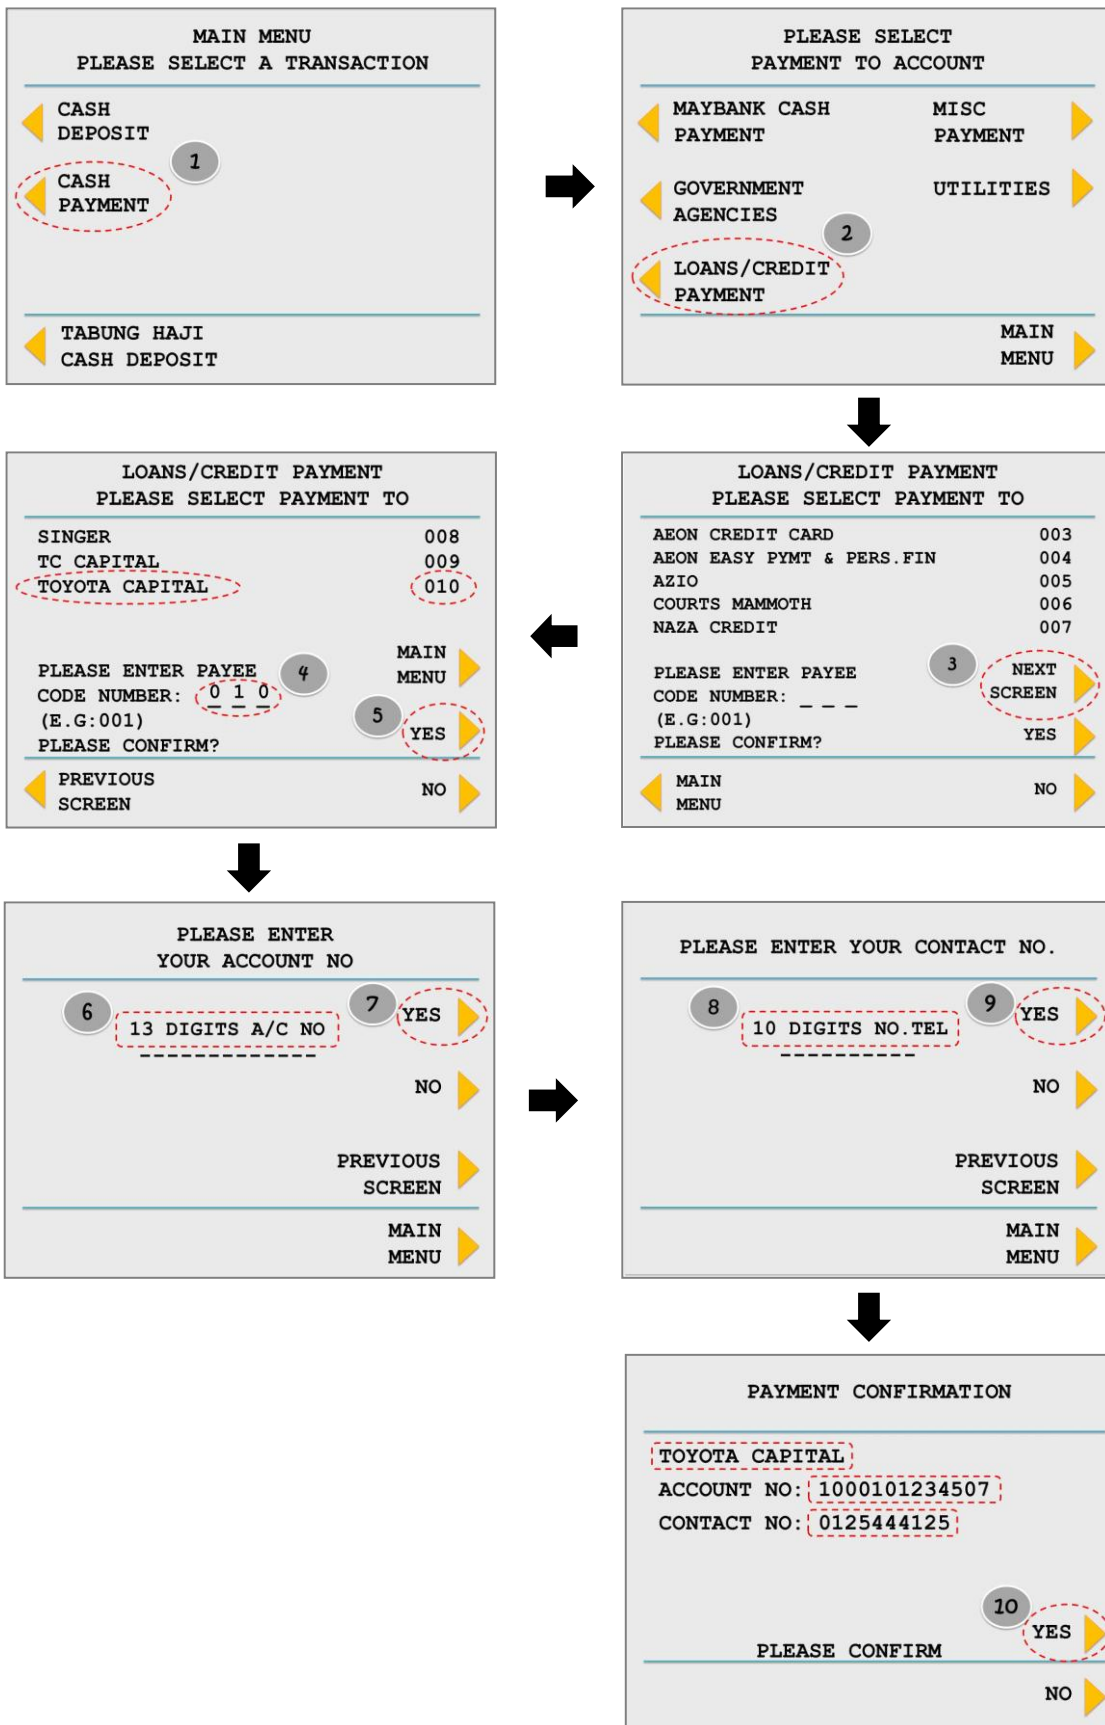 MAIN MENU
PLEASE SELECT A TRANSACTION
CASH
DEPOSIT
1
CASH
PAYMENT
TABUNG HAJI
CASH DEPOSIT
PLEASE SELECT
PAYMENT TO ACCOUNT
MAYBANK CASH
PAYMENT
MISC
PAYMENT
GOVERNMENT
AGENCIES
UTILITIES
2
LOANS/CREDIT
PAYMENT
MAIN
MENU
LOANS/CREDIT PAYMENT
PLEASE SELECT PAYMENT TO
AEON CREDIT CARD 003
AEON EASY PYMT & PERS.FIN 004
AZIO 005
COURTS MAMMOTH 006
NAZA CREDIT 007
3
NEXT
SCREEN
PLEASE ENTER PAYEE
CODE NUMBER: _ _ _
(E.G:001)
PLEASE CONFIRM?
YES
MAIN
MENU
NO
LOANS/CREDIT PAYMENT
PLEASE SELECT PAYMENT TO
SINGER 008
TC CAPITAL 009
TOYOTA CAPITAL 010
MAIN
MENU
PLEASE ENTER PAYEE 4
CODE NUMBER: 0 1 0
(E.G:001)
PLEASE CONFIRM?
5
YES
PREVIOUS
SCREEN
NO
PLEASE ENTER
YOUR ACCOUNT NO
6
13 DIGITS A/C NO
_ _ _ _ _ _ _ _ _ _ _ _ _
7
YES
NO
PREVIOUS
SCREEN
MAIN
MENU
PLEASE ENTER YOUR CONTACT NO.
8
10 DIGITS NO.TEL
_ _ _ _ _ _ _ _ _ _
9
YES
NO
PREVIOUS
SCREEN
MAIN
MENU
PAYMENT CONFIRMATION
TOYOTA CAPITAL
ACCOUNT NO: 1000101234507
CONTACT NO: 0125444125
10
YES
PLEASE CONFIRM
NO